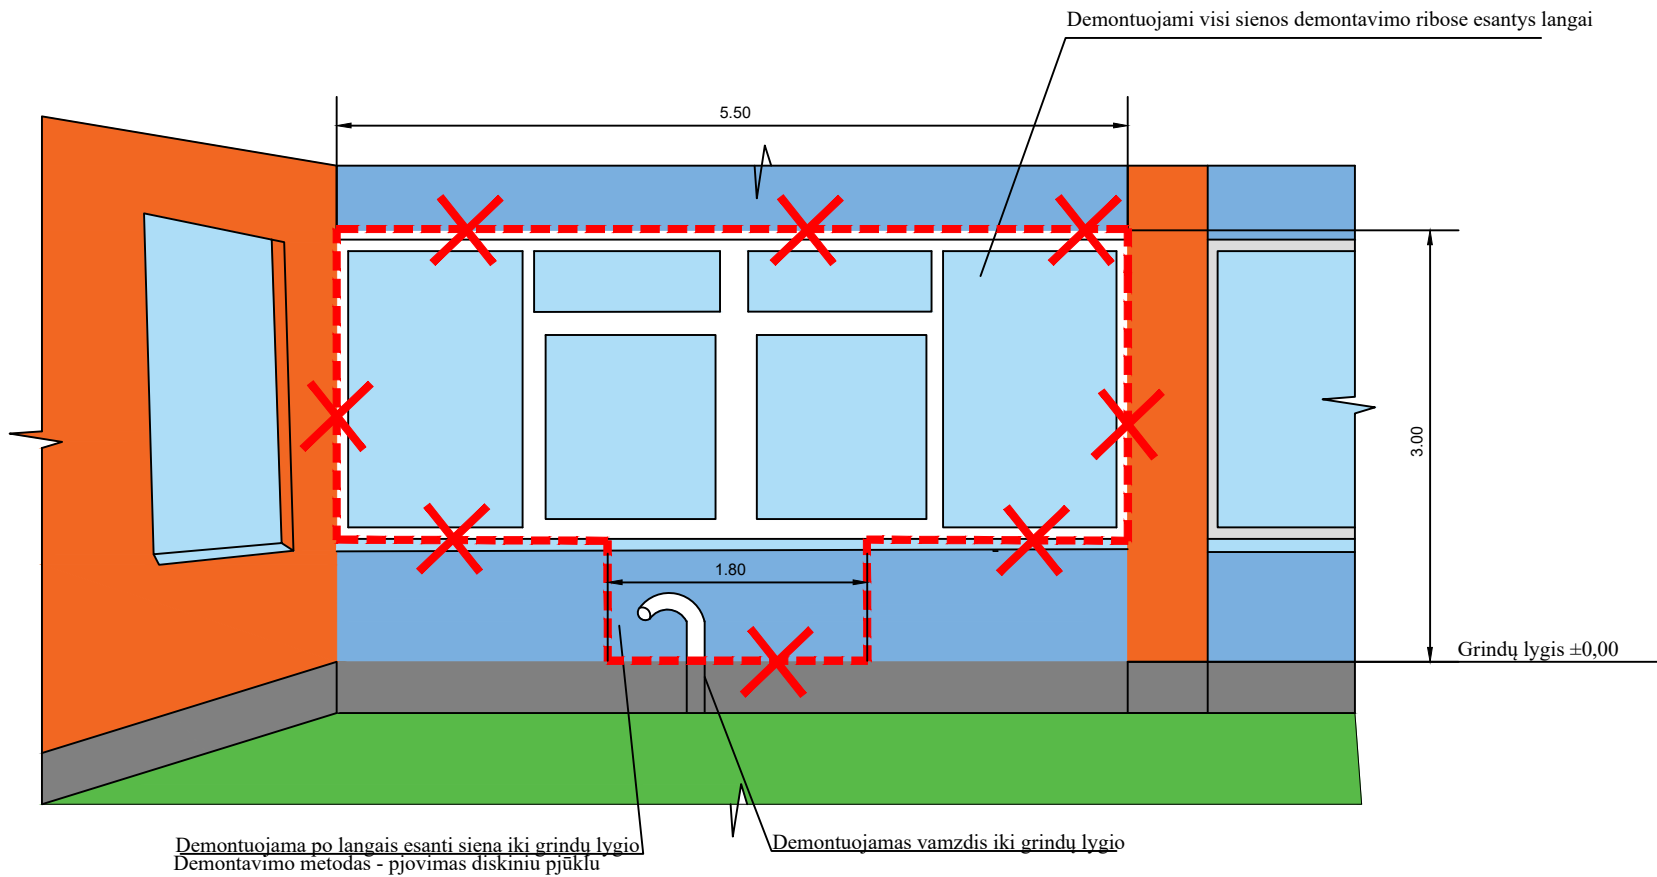 Demontuojami visi sienos demontavimo ribose esantys langai
5.50
3.00
1.80
Grindų lygis ±0,00
Demontuojama po langais esanti siena iki grindų lygio
Demontavimo metodas - pjovimas diskiniu pjūklu
Demontuojamas vamzdis iki grindų lygio